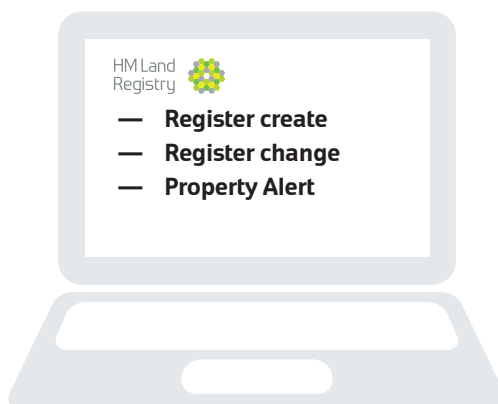 HM Land
Registry
— Register create
— Register change
— Property Alert